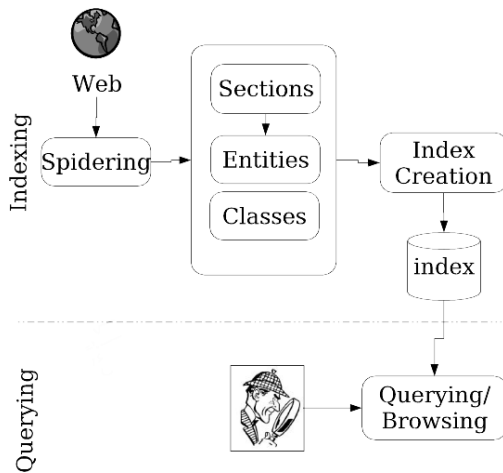 Web
Indexing
Spidering
Sections
Entities
Classes
Index
Creation
index
Querying
Querying/
Browsing